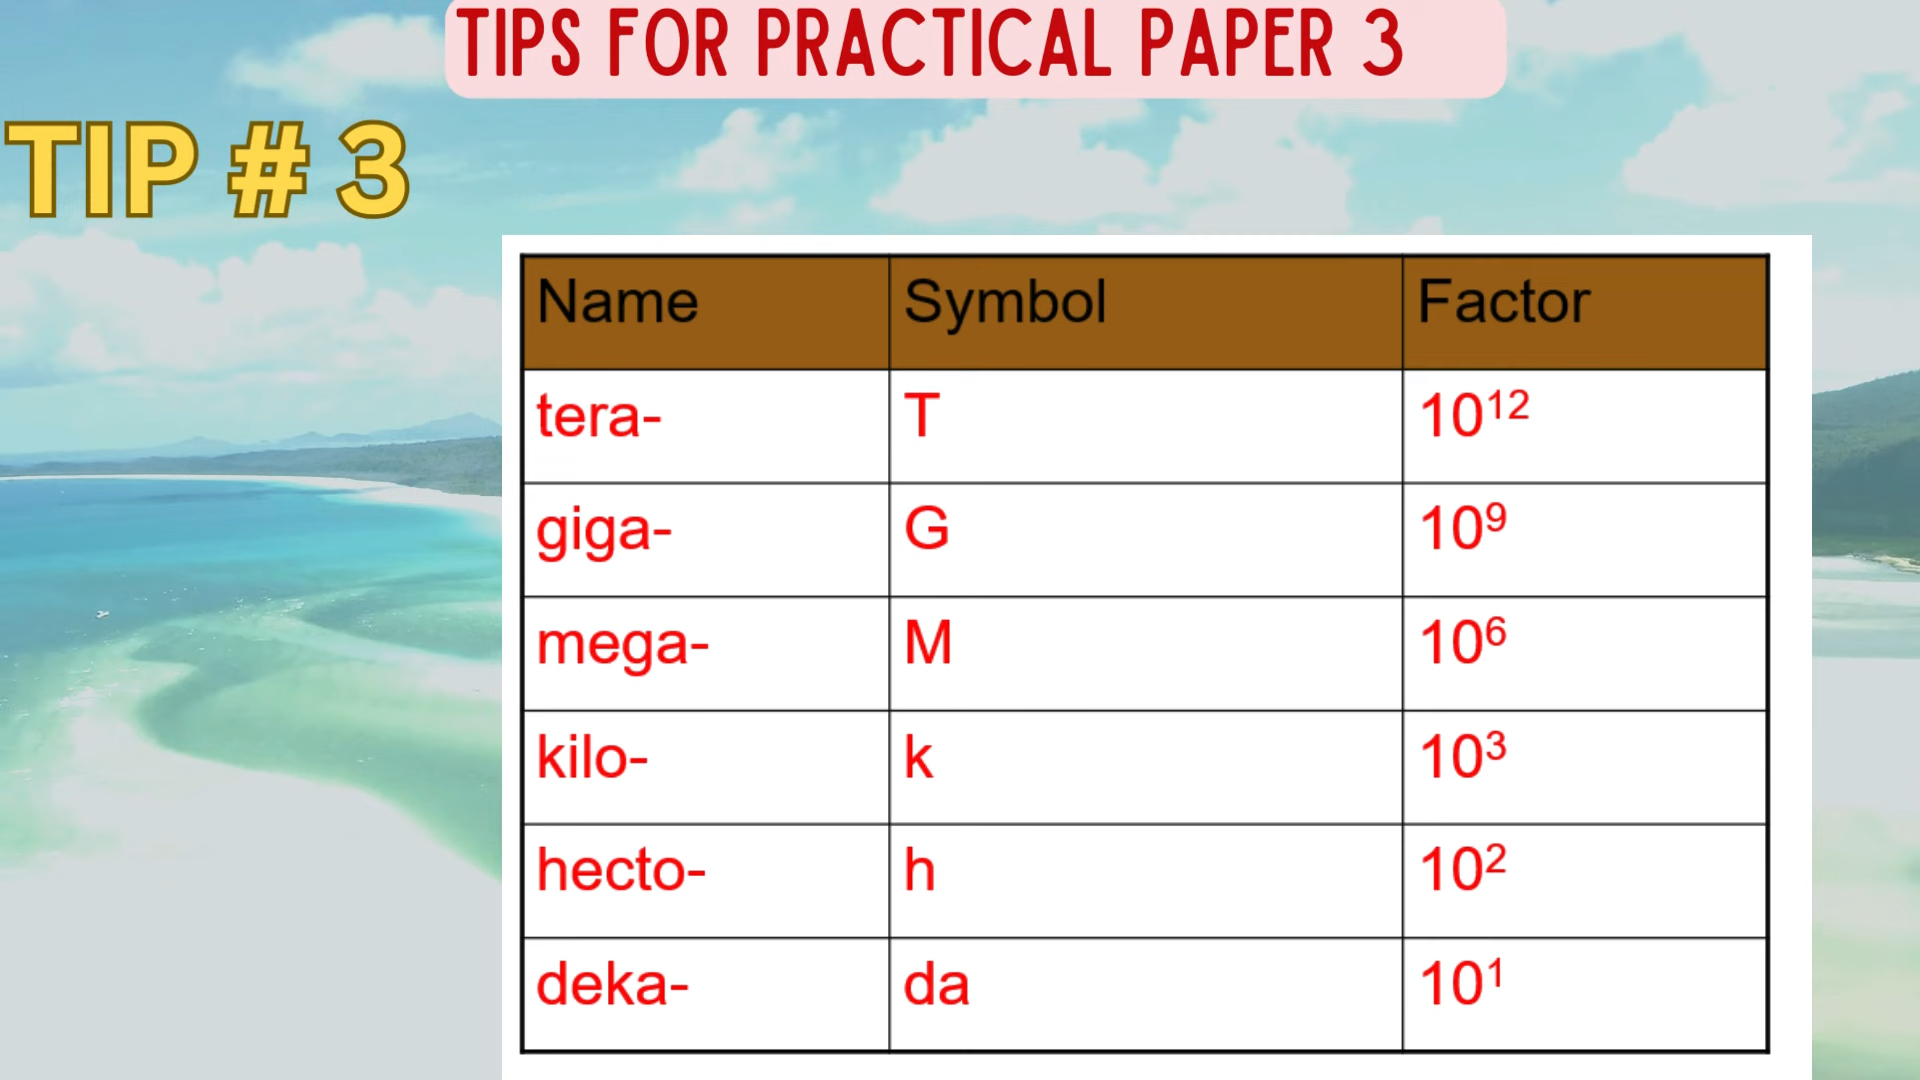 TIPS FOR PRACTICAL PAPER 3
TIP # 3
Name Symbol Factor
tera- T 10¹²
giga- G 10⁹
mega- M 10⁶
kilo- k 10³
hecto- h 10²
deka- da 10¹